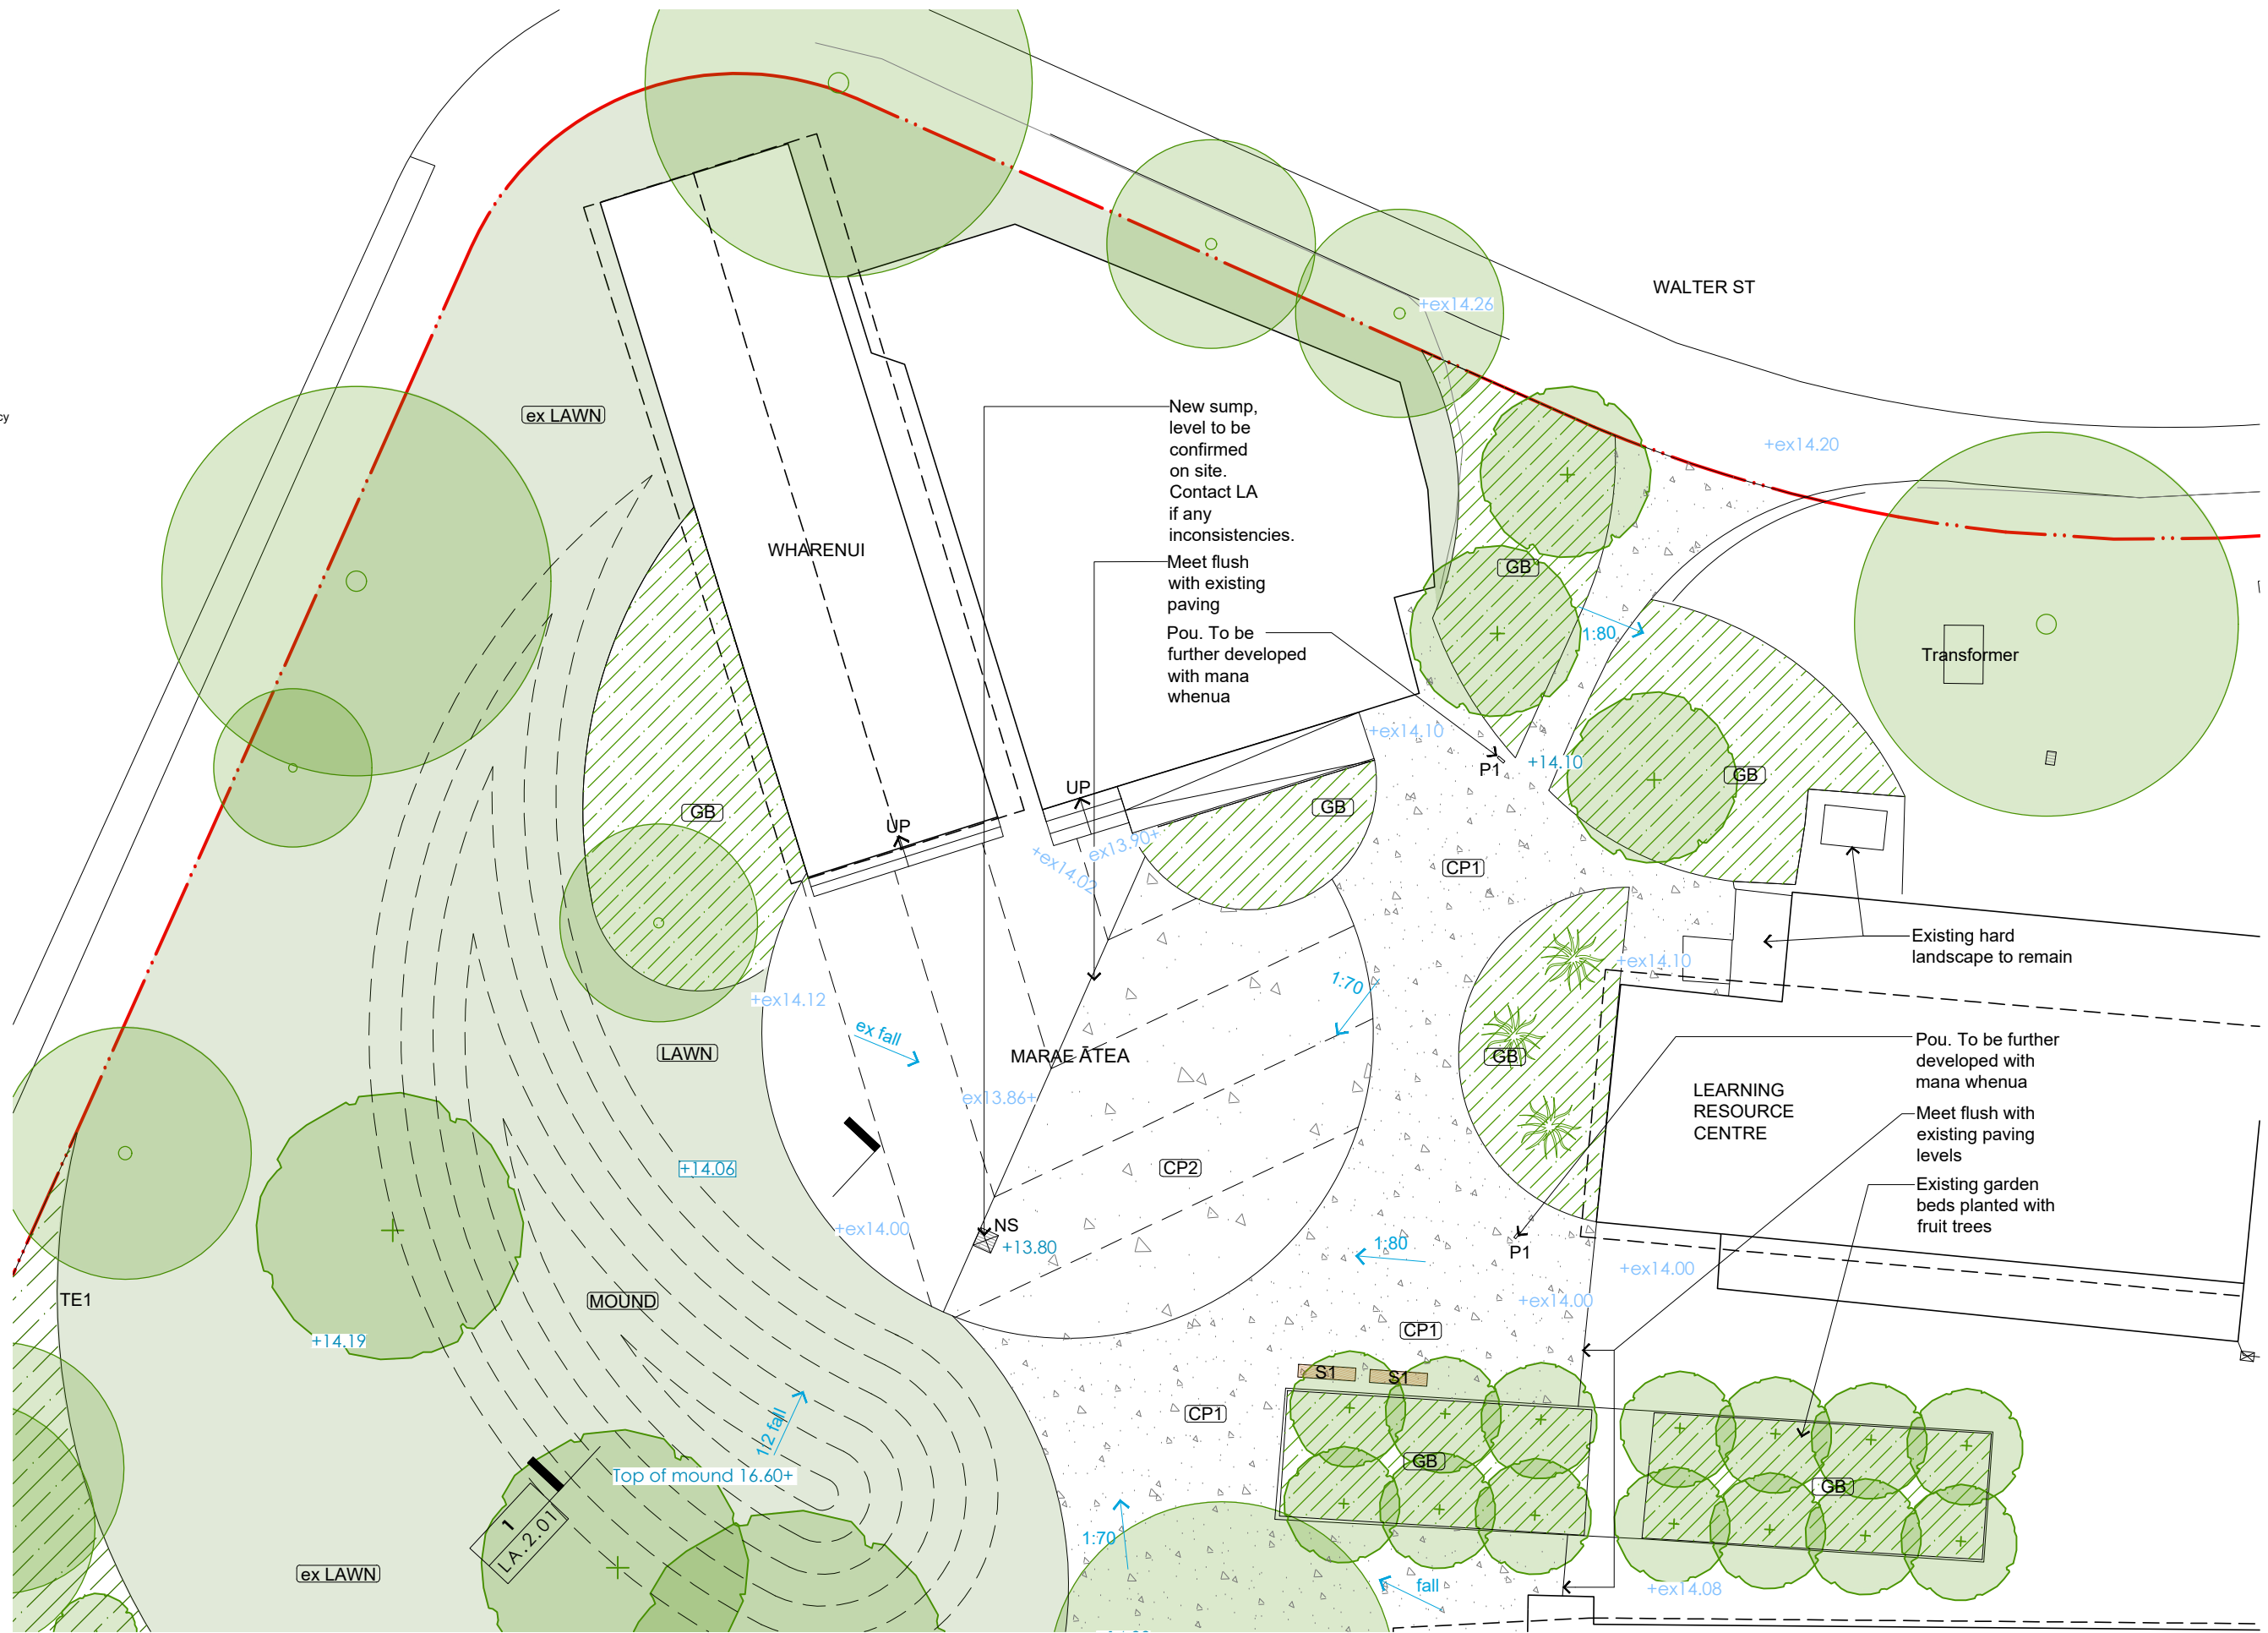 WALTER ST
+ex14.26
cy
ex LAWN
New sump,
level to be
confirmed
on site.
Contact LA
if any
inconsistencies.
+ex14.20
WHARENUI
Meet flush
with existing
paving
GB
Pou. To be
further developed
with mana
whenua
1:80
Transformer
+ex14.10
P1
+14.10
GB
UP
GB
GB
UP
ex13.90+
+ex14.02
CP1
Existing hard
landscape to remain
+ex14.10
+ex14.12
1:70
ex fall
LAWN
MARAE ĀTEA
GB
Pou. To be further
developed with
mana whenua
LEARNING
RESOURCE
CENTRE
ex13.86+
Meet flush with
existing paving
levels
+14.06
CP2
Existing garden
beds planted with
fruit trees
+ex14.00
NS
+13.80
1:80
P1
+ex14.00
TE1
MOUND
+ex14.00
+14.19
CP1
S1
S1
CP1
1:2 fall
GB
Top of mound 16.60+
GB
1
LA.2.01
1:70
ex LAWN
fall
+ex14.08